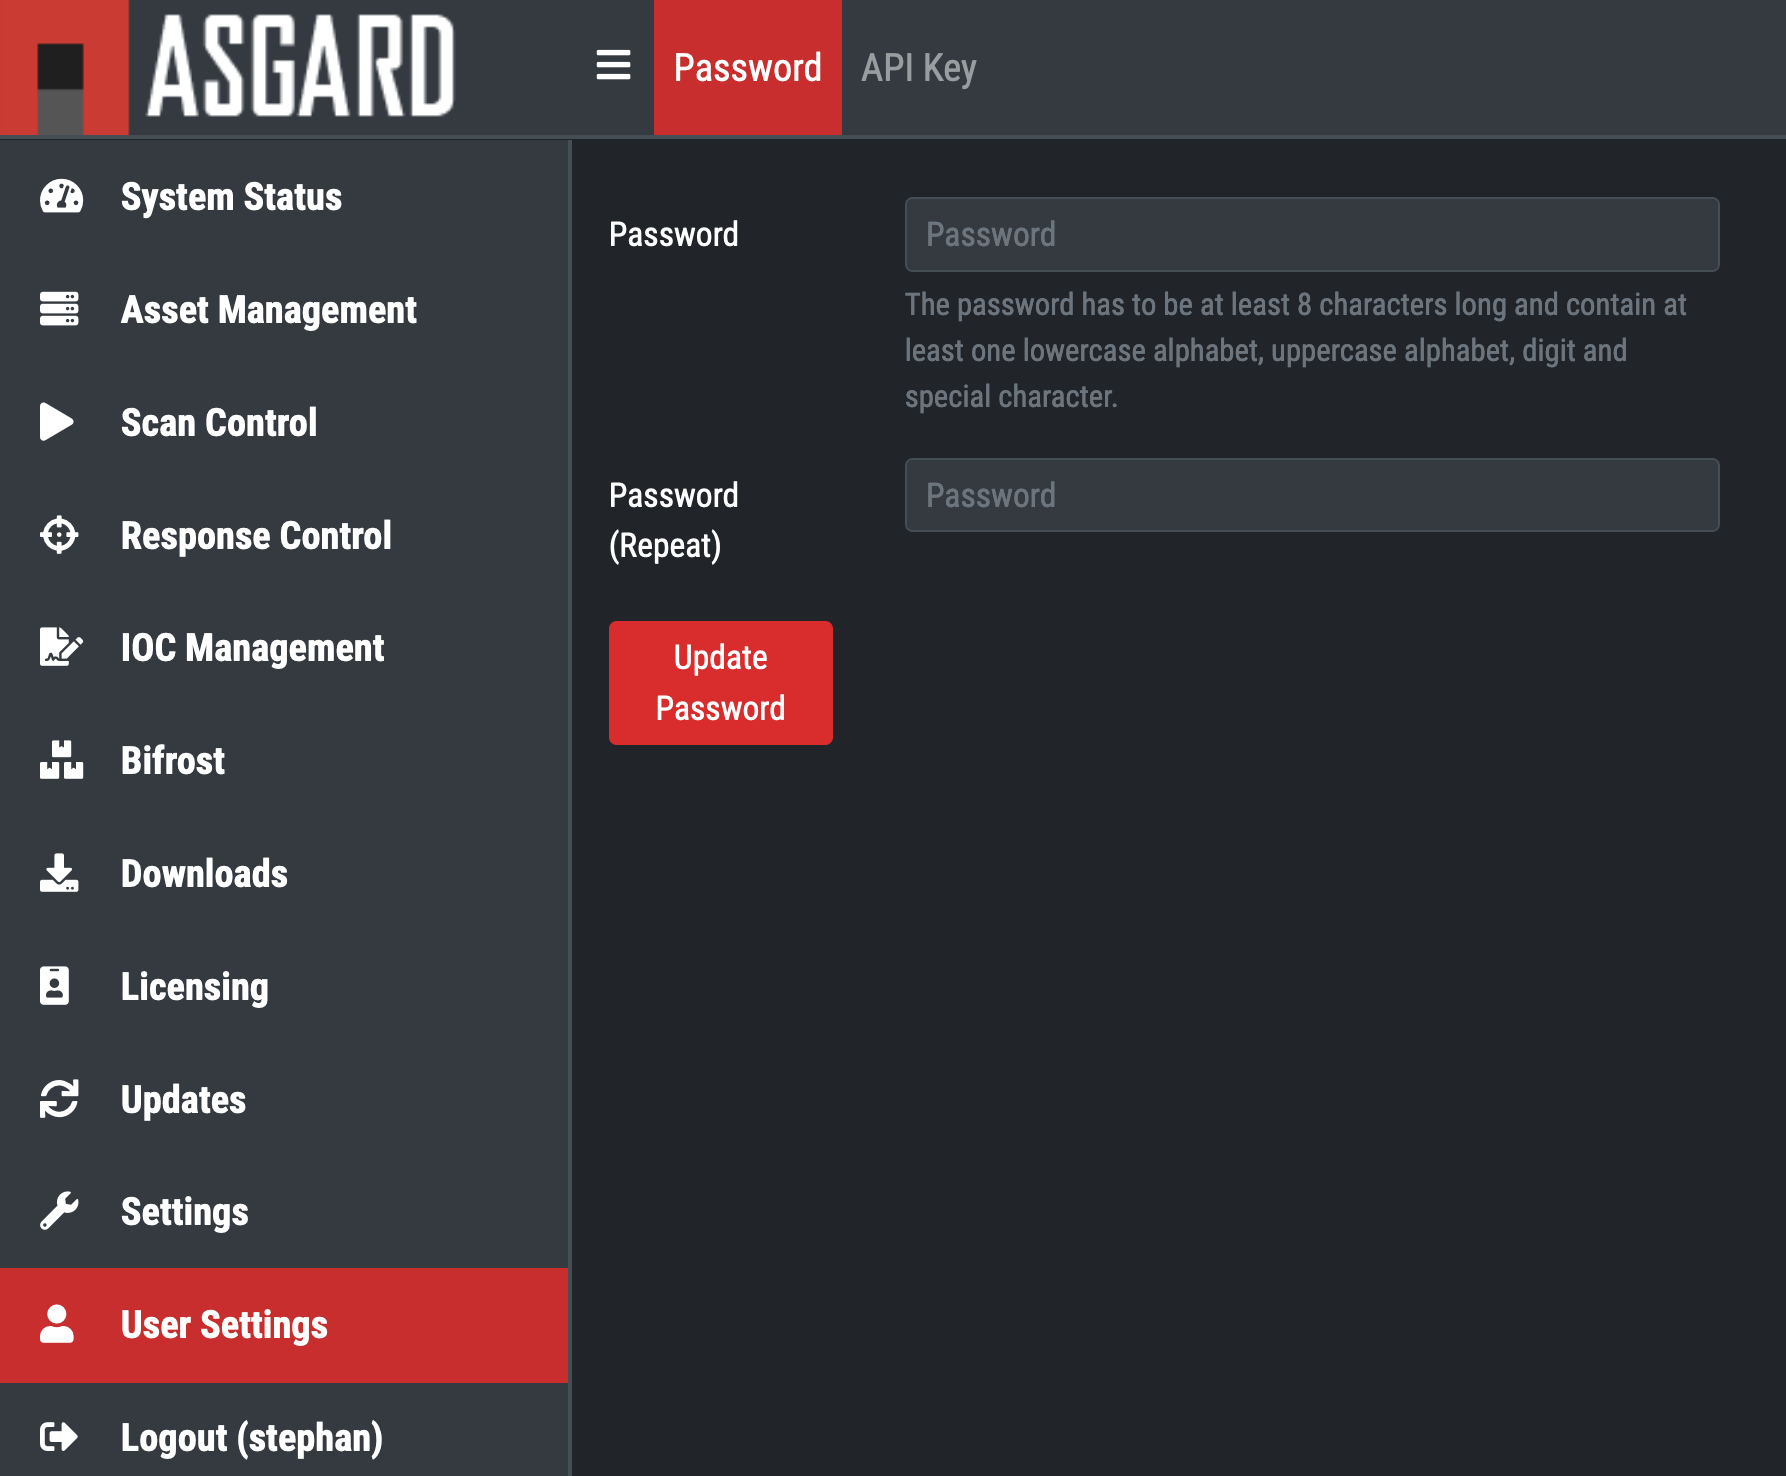 ASGARD
Password
API Key
System Status
Asset Management
Scan Control
Response Control
IOC Management
Bifrost
Downloads
Licensing
Updates
Settings
User Settings
Logout (stephan)
Password
Password
The password has to be at least 8 characters long and contain at
least one lowercase alphabet, uppercase alphabet, digit and
special character.
Password
(Repeat)
Password
Update
Password